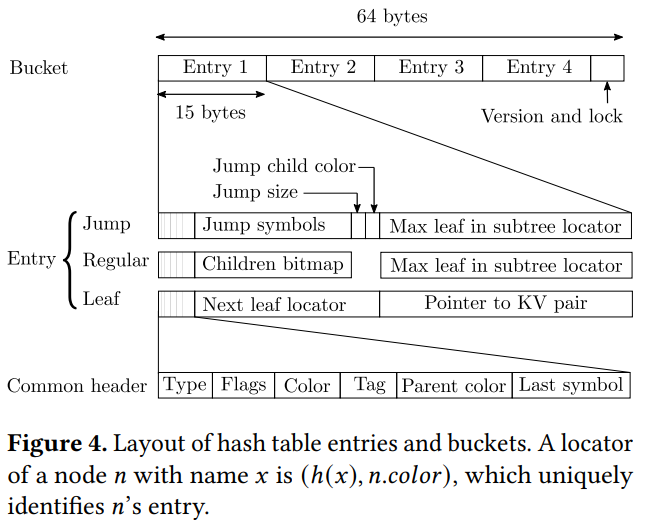 64 bytes
Bucket
Entry 1 Entry 2 Entry 3 Entry 4
15 bytes
Version and lock
Jump child color
Jump size
Jump
Jump symbols Max leaf in subtree locator
Entry
Regular
Children bitmap Max leaf in subtree locator
Leaf
Next leaf locator Pointer to KV pair
Common header Type Flags Color Tag Parent color Last symbol
Figure 4. Layout of hash table entries and buckets. A locator
of a node n with name x is (h(x), n.color), which uniquely
identifies n's entry.